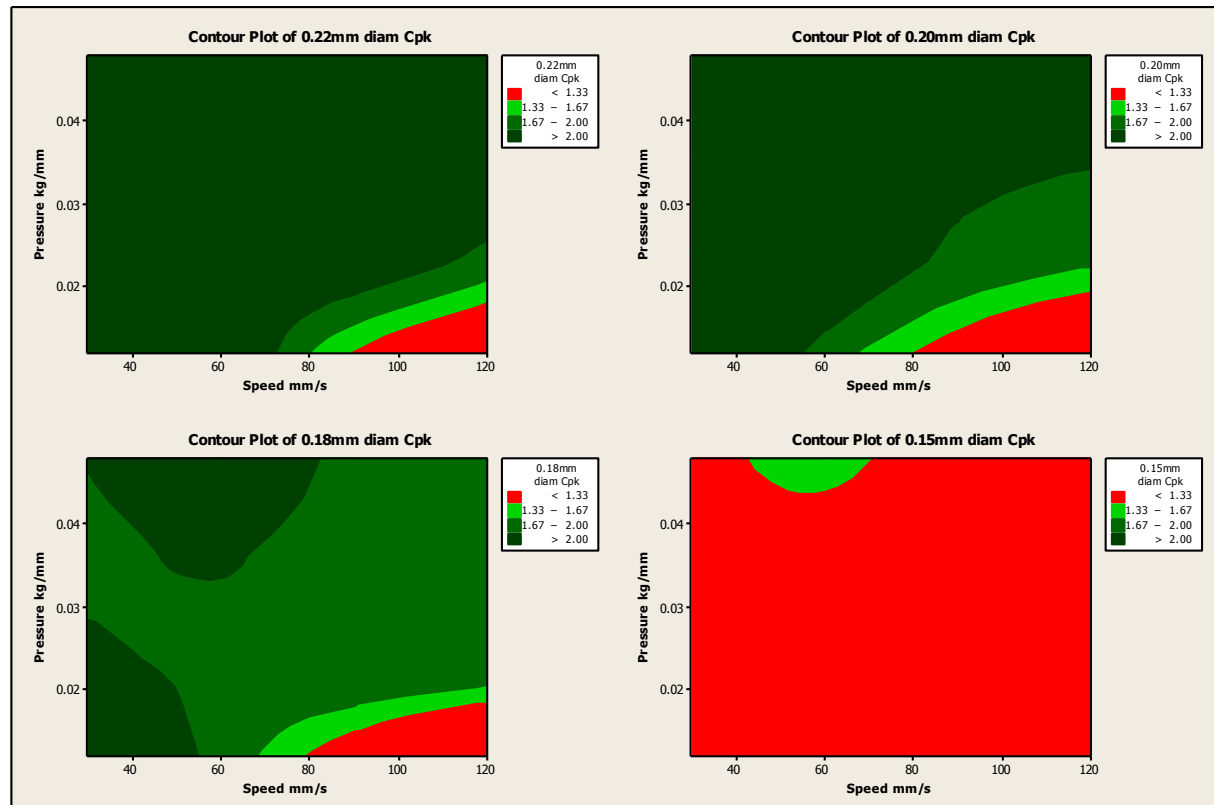 Contour Plot of 0.22mm diam Cpk
0.22mm
diam Cpk
< 1.33
1.33 – 1.67
1.67 – 2.00
> 2.00
Pressure kg/mm
0.04
0.03
0.02
40 60 80 100 120
Speed mm/s
Contour Plot of 0.20mm diam Cpk
0.20mm
diam Cpk
< 1.33
1.33 – 1.67
1.67 – 2.00
> 2.00
Pressure kg/mm
0.04
0.03
0.02
40 60 80 100 120
Speed mm/s
Contour Plot of 0.18mm diam Cpk
0.18mm
diam Cpk
< 1.33
1.33 – 1.67
1.67 – 2.00
> 2.00
Pressure kg/mm
0.04
0.03
0.02
40 60 80 100 120
Speed mm/s
Contour Plot of 0.15mm diam Cpk
0.15mm
diam Cpk
< 1.33
1.33 – 1.67
1.67 – 2.00
> 2.00
Pressure kg/mm
0.04
0.03
0.02
40 60 80 100 120
Speed mm/s